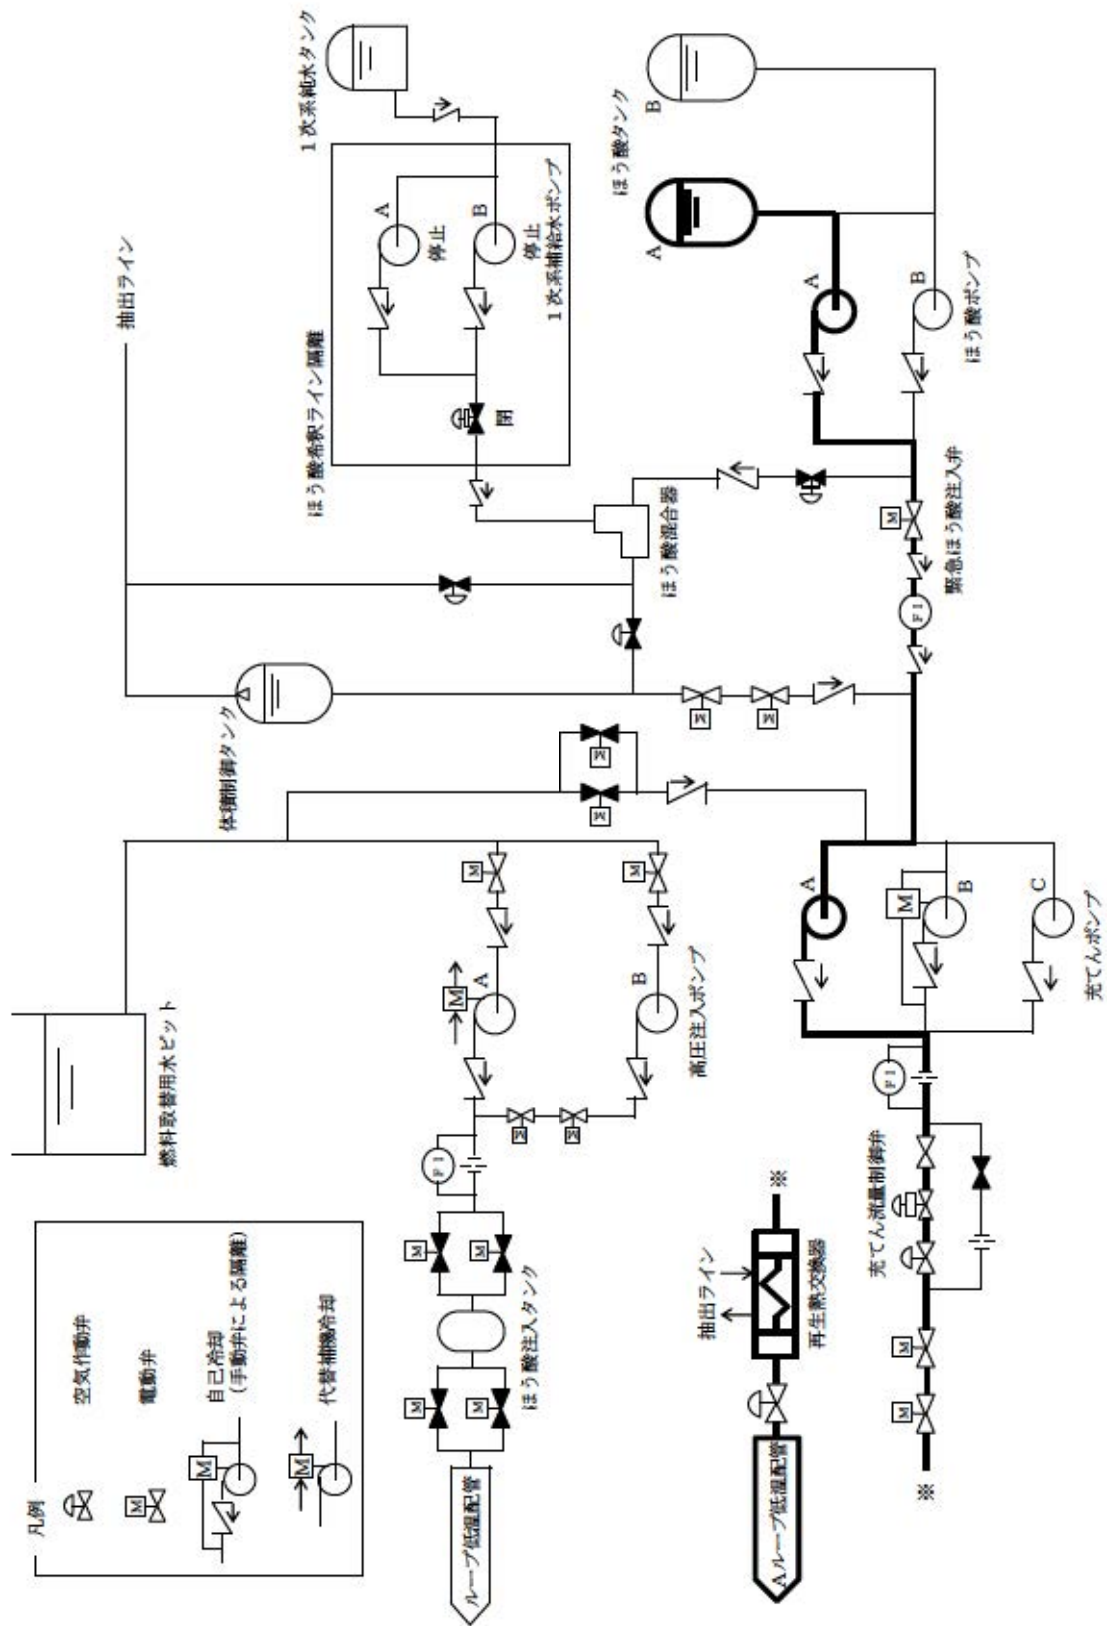 凡例
空気作動弁
電動弁
M
自己冷却
(手動弁による隔離)
M
代替補機冷却
M
燃料取替用水ピット
体積制御タンク
抽出ライン
ほう酸希釈ライン隔離
1次系純水タンク
A
停止
B
停止
1次系補給水ポンプ
閉
ほう酸混合器
ほう酸タンク
A
B
A
B
ほう酸ポンプ
緊急ほう酸注入弁
M
FI
M
M
M
M
M
M
M
A
B
高圧注入ポンプ
M
M
FI
M
M
M
M
ほう酸注入タンク
ループ低温配管
A
M
B
C
充てんポンプ
FI
充てん流量制御弁
M
M
※
※
抽出ライン
再生熱交換器
Aループ低温配管